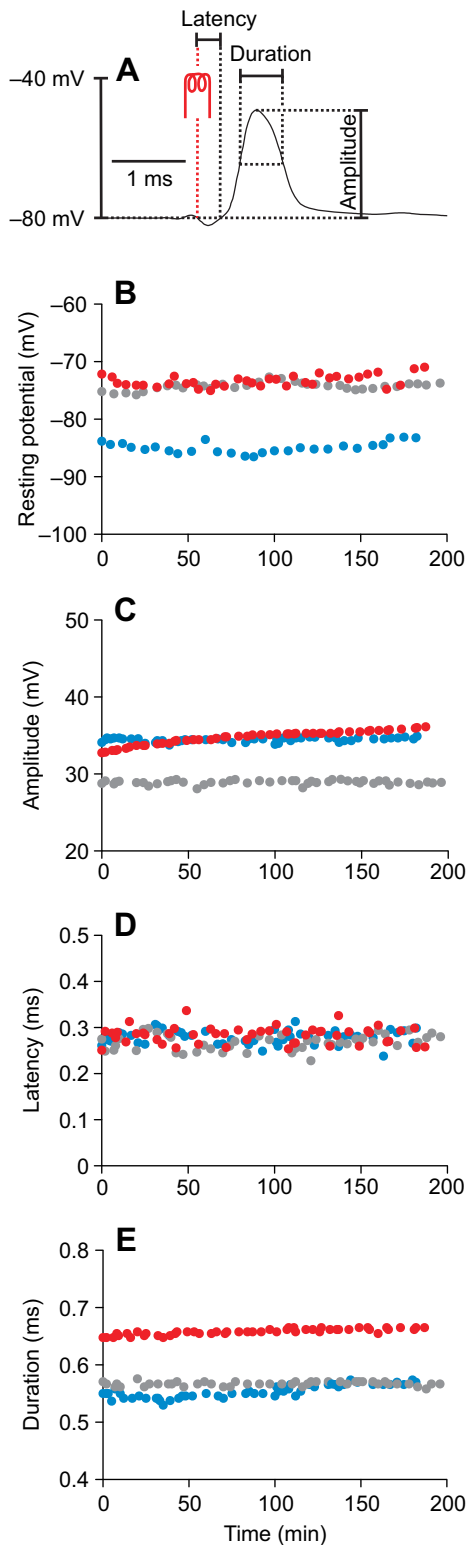 Latency
A
Duration
–40 mV
Amplitude
1 ms
–80 mV
B
Resting potential (mV)
–60
–70
–80
–90
–100
0 50 100 150 200
C
Amplitude (mV)
50
40
30
20
0 50 100 150 200
D
Latency (ms)
0.5
0.4
0.3
0.2
0.1
0
0 50 100 150 200
E
Duration (ms)
0.8
0.7
0.6
0.5
0.4
0 50 100 150 200
Time (min)